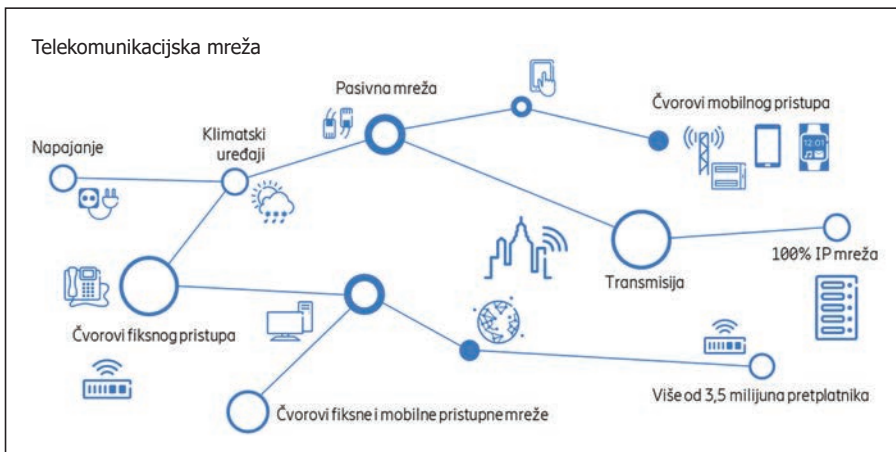 Telekomunikacijska mreža
Pasivna mreža
Čvorovi mobilnog pristupa
Napajanje
Klimatski
uređaji
12:01
100% IP mreža
Transmisija
Čvorovi fiksnog pristupa
Više od 3,5 milijuna pretplatnika
Čvorovi fiksne i mobilne pristupne mreže